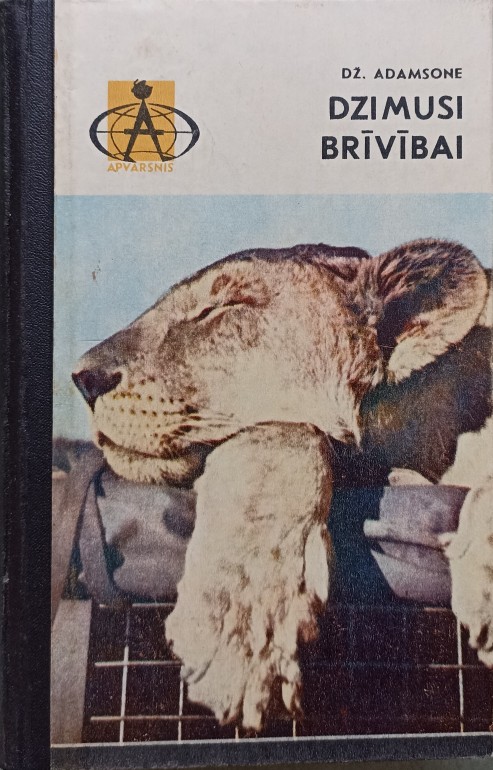 DŽ. ADAMSONE
DZIMUSI
BRĪVĪBAI
A
APVĀRSNIS